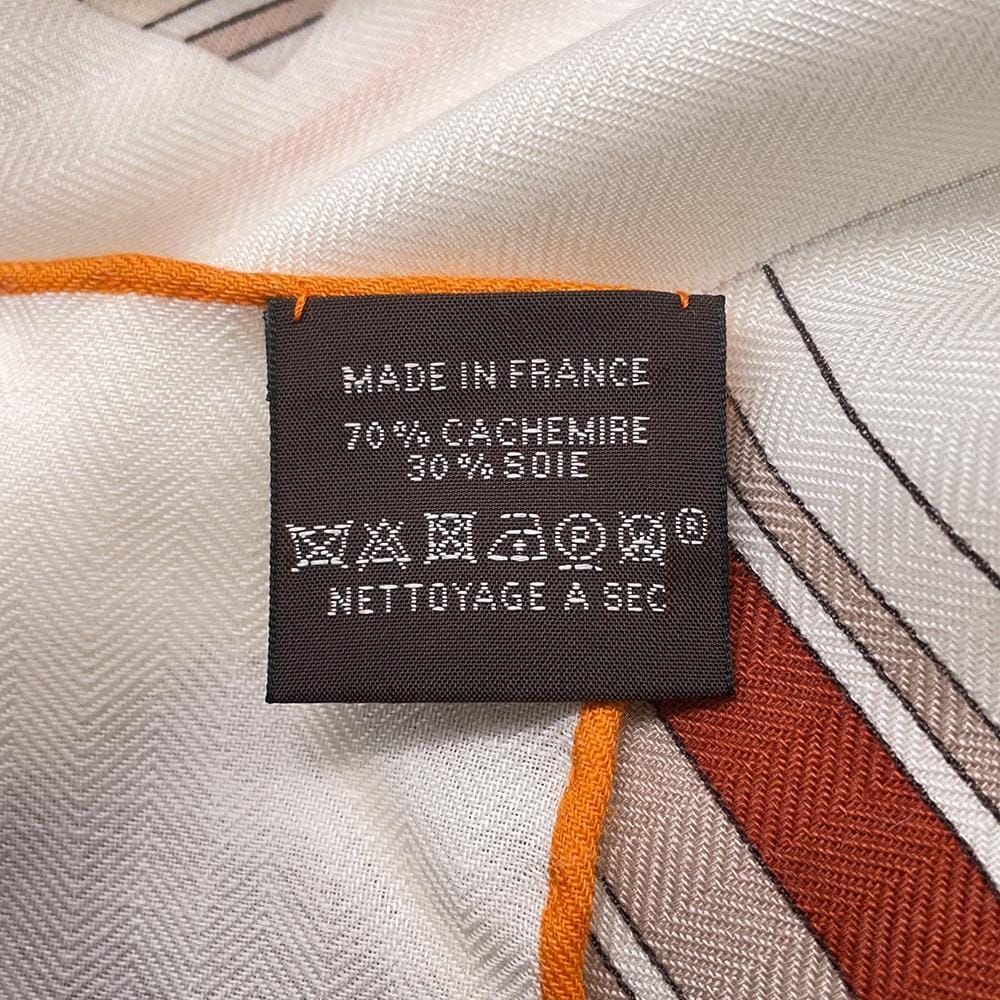 MADE IN FRANCE
70% CACHEMIRE
30% SOIE
P ®
NETTOYAGE A SEC